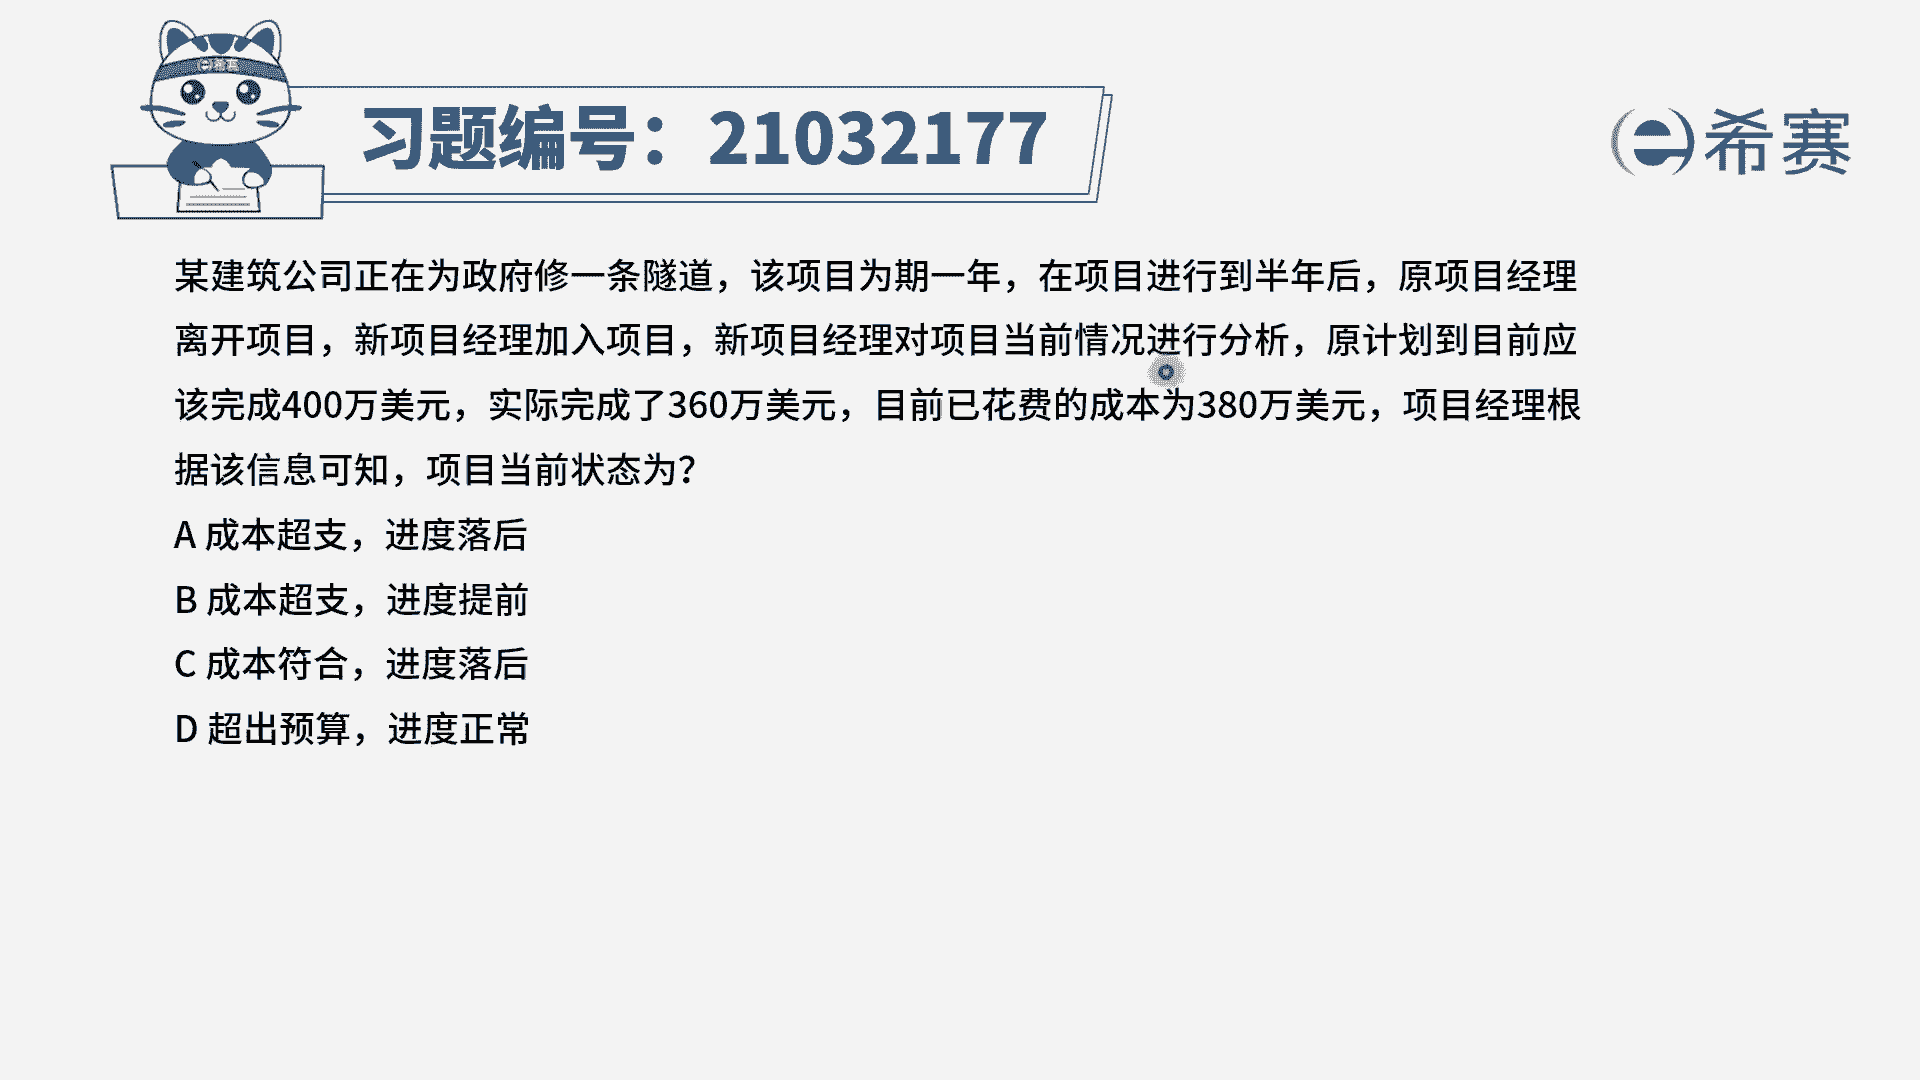 希赛
习题编号：21032177
希赛
某建筑公司正在为政府修一条隧道，该项目为期一年，在项目进行到半年后，原项目经理
离开项目，新项目经理加入项目，新项目经理对项目当前情况进行分析，原计划到目前应
该完成400万美元，实际完成了360万美元，目前已花费的成本为380万美元，项目经理根
据该信息可知，项目当前状态为？
A 成本超支，进度落后
B 成本超支，进度提前
C 成本符合，进度落后
D 超出预算，进度正常